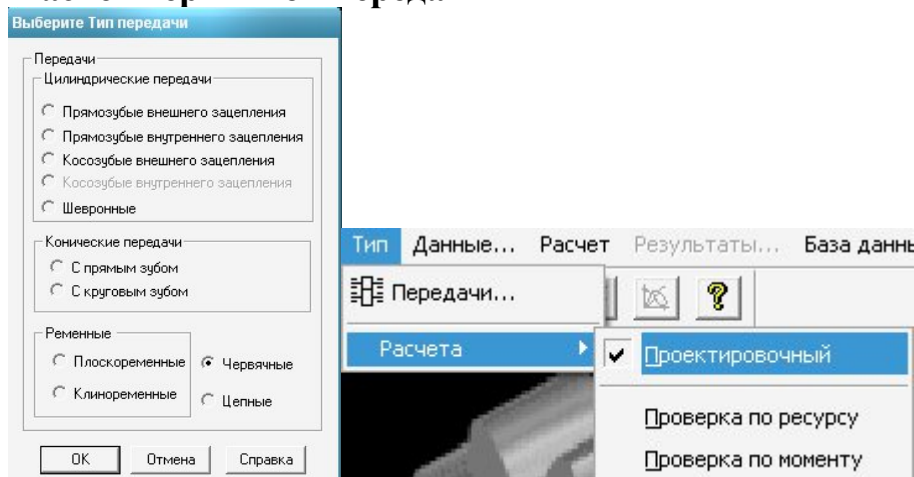 Выберите Тип передачи
Передачи
Цилиндрические передачи
Прямозубые внешнего зацепления
Прямозубые внутреннего зацепления
Косозубые внешнего зацепления
Косозубые внутреннего зацепления
Шевронные
Конические передачи
С прямым зубом
С круговым зубом
Ременные
Плоскоременные
Червячные
Клиноременные
Цепные
ОК
Отмена
Справка
Тип Данные... Расчет Результаты... База данны
Передачи...
Расчета
Проектировочный
Проверка по ресурсу
Проверка по моменту